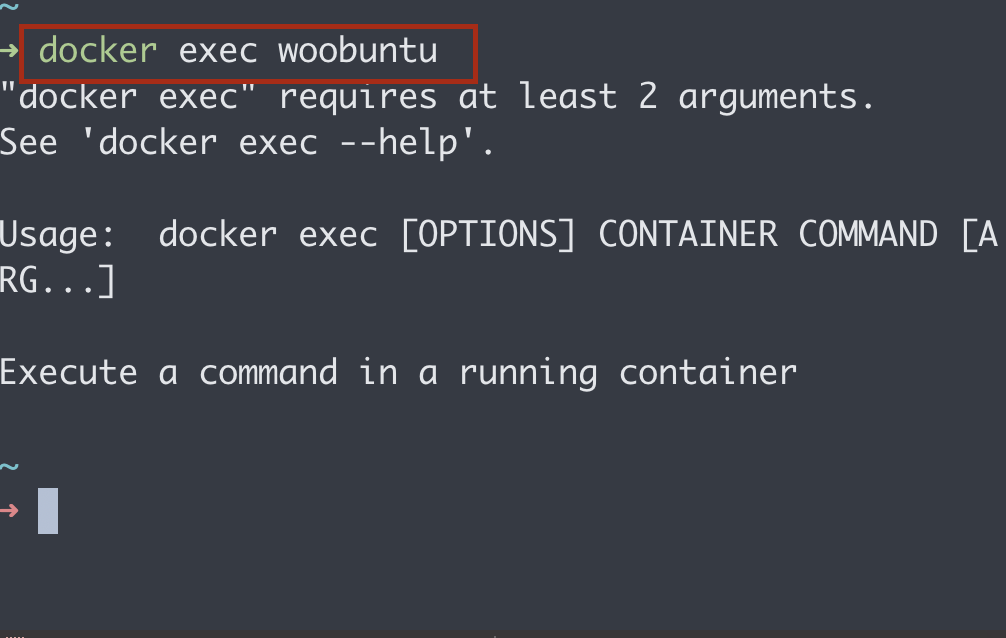 ~
→ docker exec woobuntu
"docker exec" requires at least 2 arguments.
See 'docker exec --help'.
Usage:  docker exec [OPTIONS] CONTAINER COMMAND [A
RG...]
Execute a command in a running container
~
→